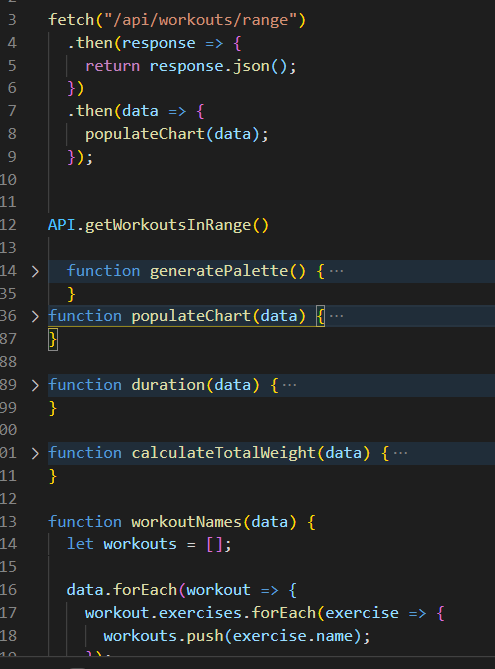 3 fetch("/api/workouts/range")
4   .then(response => {
5     return response.json();
6   })
7   .then(data => {
8     populateChart(data);
9   });
10
11
12 API.getWorkoutsInRange()
13
14 >   function generatePalette() { ···
35   }
36 > function populateChart(data) { ···
87 }
88
89 > function duration(data) { ···
99 }
00
01 > function calculateTotalWeight(data) { ···
11 }
12
13 function workoutNames(data) {
14   let workouts = [];
15
16   data.forEach(workout => {
17     workout.exercises.forEach(exercise => {
18       workouts.push(exercise.name);
19     });